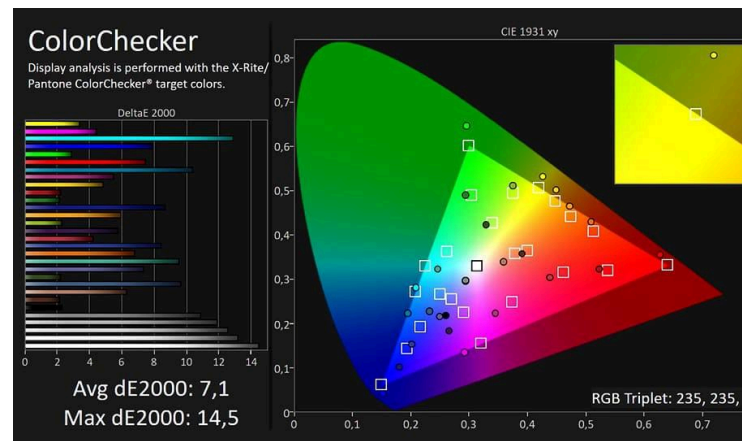 ColorChecker
Display analysis is performed with the X-Rite/
Pantone ColorChecker® target colors.
DeltaE 2000
0 2 4 6 8 10 12 14
Avg dE2000: 7,1
Max dE2000: 14,5
CIE 1931 xy
0,8
0,7
0,6
0,5
0,4
0,3
0,2
0,1
0
0 0,1 0,2 0,3 0,4 0,5 0,6 0,7
RGB Triplet: 235, 235,